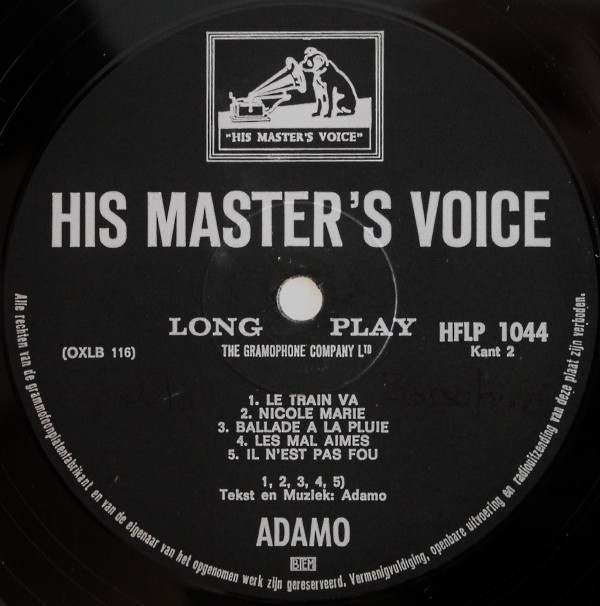 "HIS MASTER'S VOICE"
HIS MASTER'S VOICE
LONG PLAY
HFLP 1044
(OXLB 116)
THE GRAMOPHONE COMPANY LTD
Kant 2
1. LE TRAIN VA
2. NICOLE MARIE
3. BALLADE A LA PLUIE
4. LES MAL AIMES
5. IL N'EST PAS FOU
1, 2, 3, 4, 5)
Tekst en Muziek: Adamo
ADAMO
BIEM
Alle rechten van de grammofoonplatenfabrikant en van de eigenaar van het opgenomen werk zijn gereserveerd. Vermenigvuldiging, openbare uitvoering en radiouitzending van deze plaat zijn verboden.